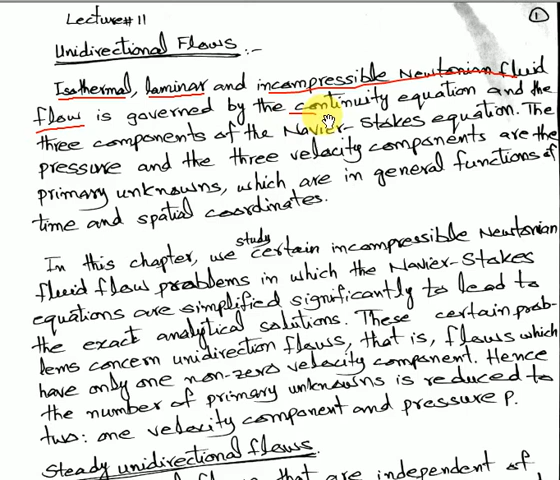 Lecture#11
1
Unidirectional Flows :-
Isothermal, laminar and incompressible Newtonian fluid
flow is governed by the continuity equation and the
three components of the Navier-Stokes equation. The
pressure and the three velocity components are the
primary unknowns, which are in general functions of
time and spatial coordinates.
In this chapter, we study certain incompressible Newtonian
fluid flow problems in which the Navier-Stokes
equations are simplified significantly to lead to
the exact analytical solutions. These certain prob
lems concern unidirection flows, that is, flows which
have only one non-zero velocity component. Hence
the number of primary unknowns is reduced to
two: one velocity component and pressure p.
Steady unidirectional flows
that are independent of